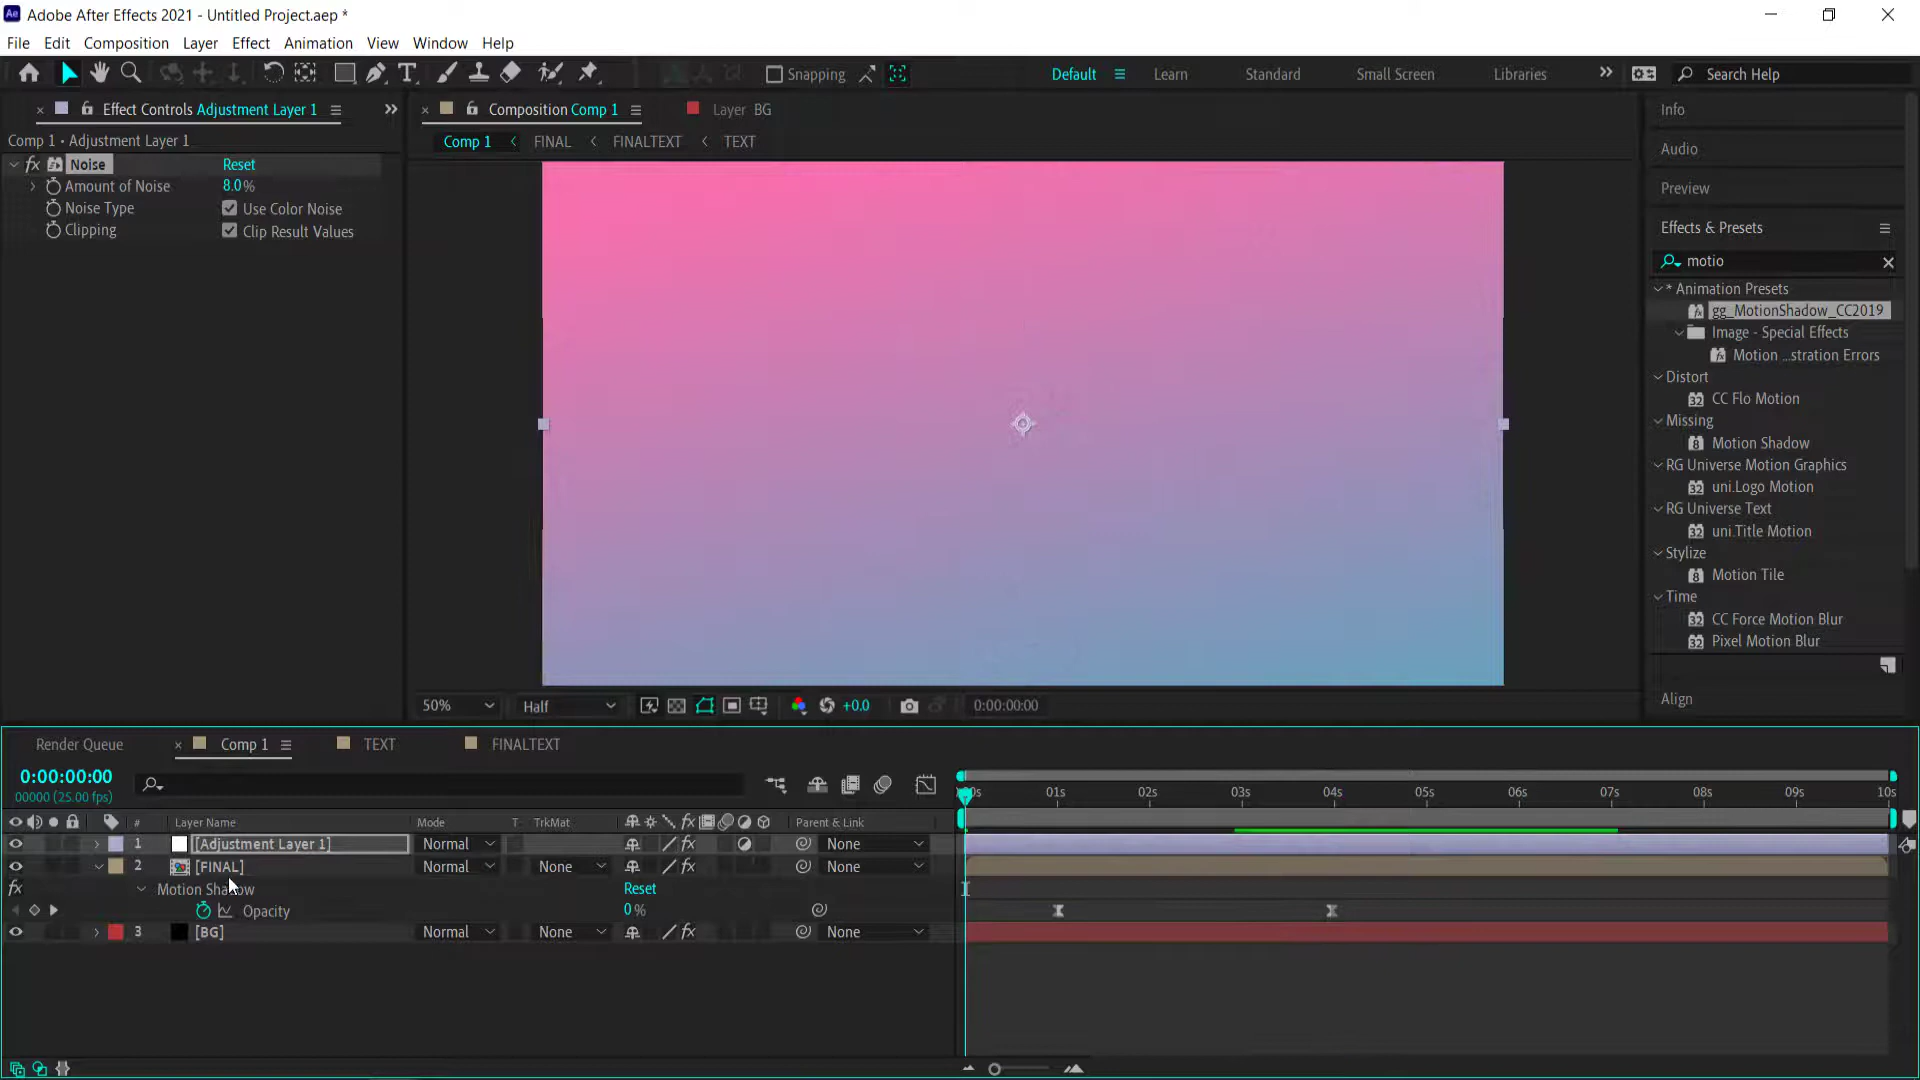 Adobe After Effects 2021 - Untitled Project.aep *
File Edit Composition Layer Effect Animation View Window Help
Snapping Default Learn Standard Small Screen Libraries Search Help
Effect Controls Adjustment Layer 1
Composition Comp 1
Layer BG
Comp 1 • Adjustment Layer 1
Comp 1 FINAL FINALTEXT TEXT
fx Noise Reset
Amount of Noise 8.0 %
Noise Type Use Color Noise
Clipping Clip Result Values
Info
Audio
Preview
Effects & Presets
motio
* Animation Presets
gg_MotionShadow_CC2019
Image - Special Effects
Motion ...stration Errors
Distort
CC Flo Motion
Missing
Motion Shadow
RG Universe Motion Graphics
uni.Logo Motion
RG Universe Text
uni.Title Motion
Stylize
Motion Tile
Time
CC Force Motion Blur
Pixel Motion Blur
Align
50% Half +0.0 0:00:00:00
Render Queue Comp 1 TEXT FINALTEXT
0:00:00:00
00000 (25.00 fps)
00s 01s 02s 03s 04s 05s 06s 07s 08s 09s 10s
# Layer Name Mode T TrkMat Parent & Link
1 [Adjustment Layer 1] Normal None
2 [FINAL] Normal None None
fx Motion Shadow Reset
Opacity 0 %
3 [BG] Normal None None